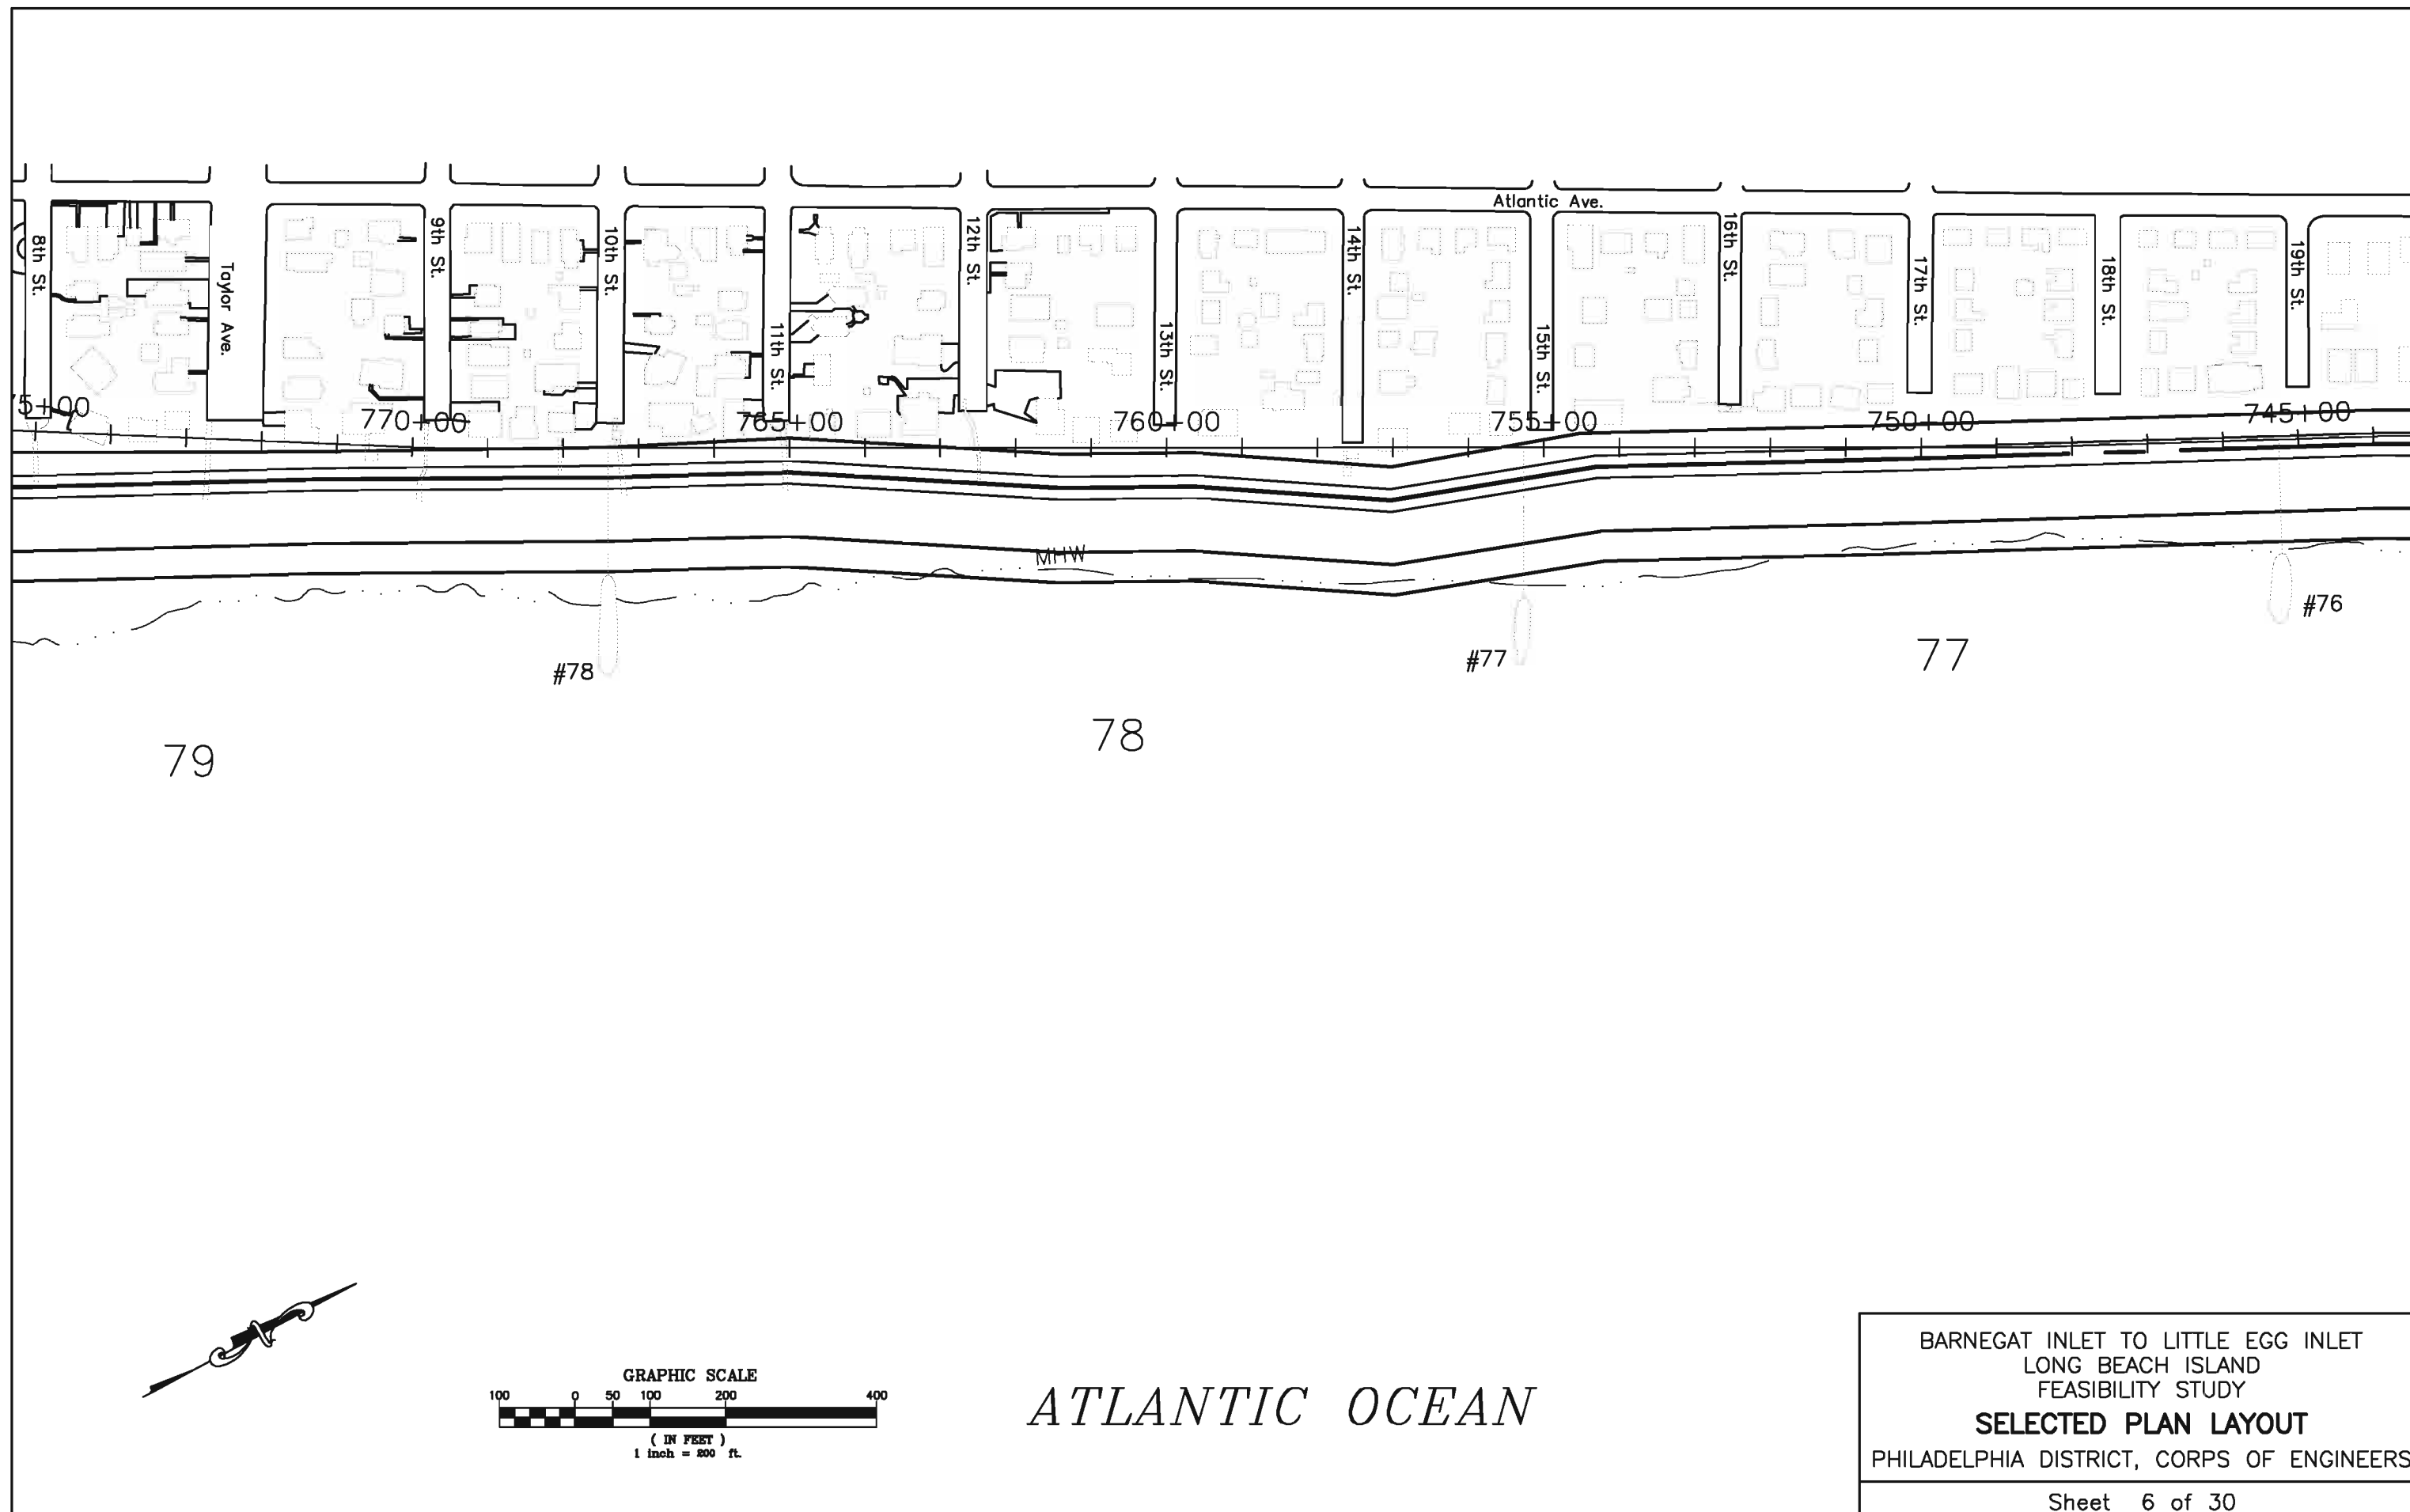 Atlantic Ave.
8th St.
Taylor Ave.
9th St.
10th St.
11th St.
12th St.
13th St.
14th St.
15th St.
16th St.
17th St.
18th St.
19th St.
75+00
770+00
765+00
760+00
755+00
750+00
745+00
MHW
#78
#77
#76
79
78
77
GRAPHIC SCALE
100 0 50 100 200 400
( IN FEET )
1 inch = 200 ft.
ATLANTIC OCEAN
BARNEGAT INLET TO LITTLE EGG INLET
LONG BEACH ISLAND
FEASIBILITY STUDY
SELECTED PLAN LAYOUT
PHILADELPHIA DISTRICT, CORPS OF ENGINEERS
Sheet 6 of 30